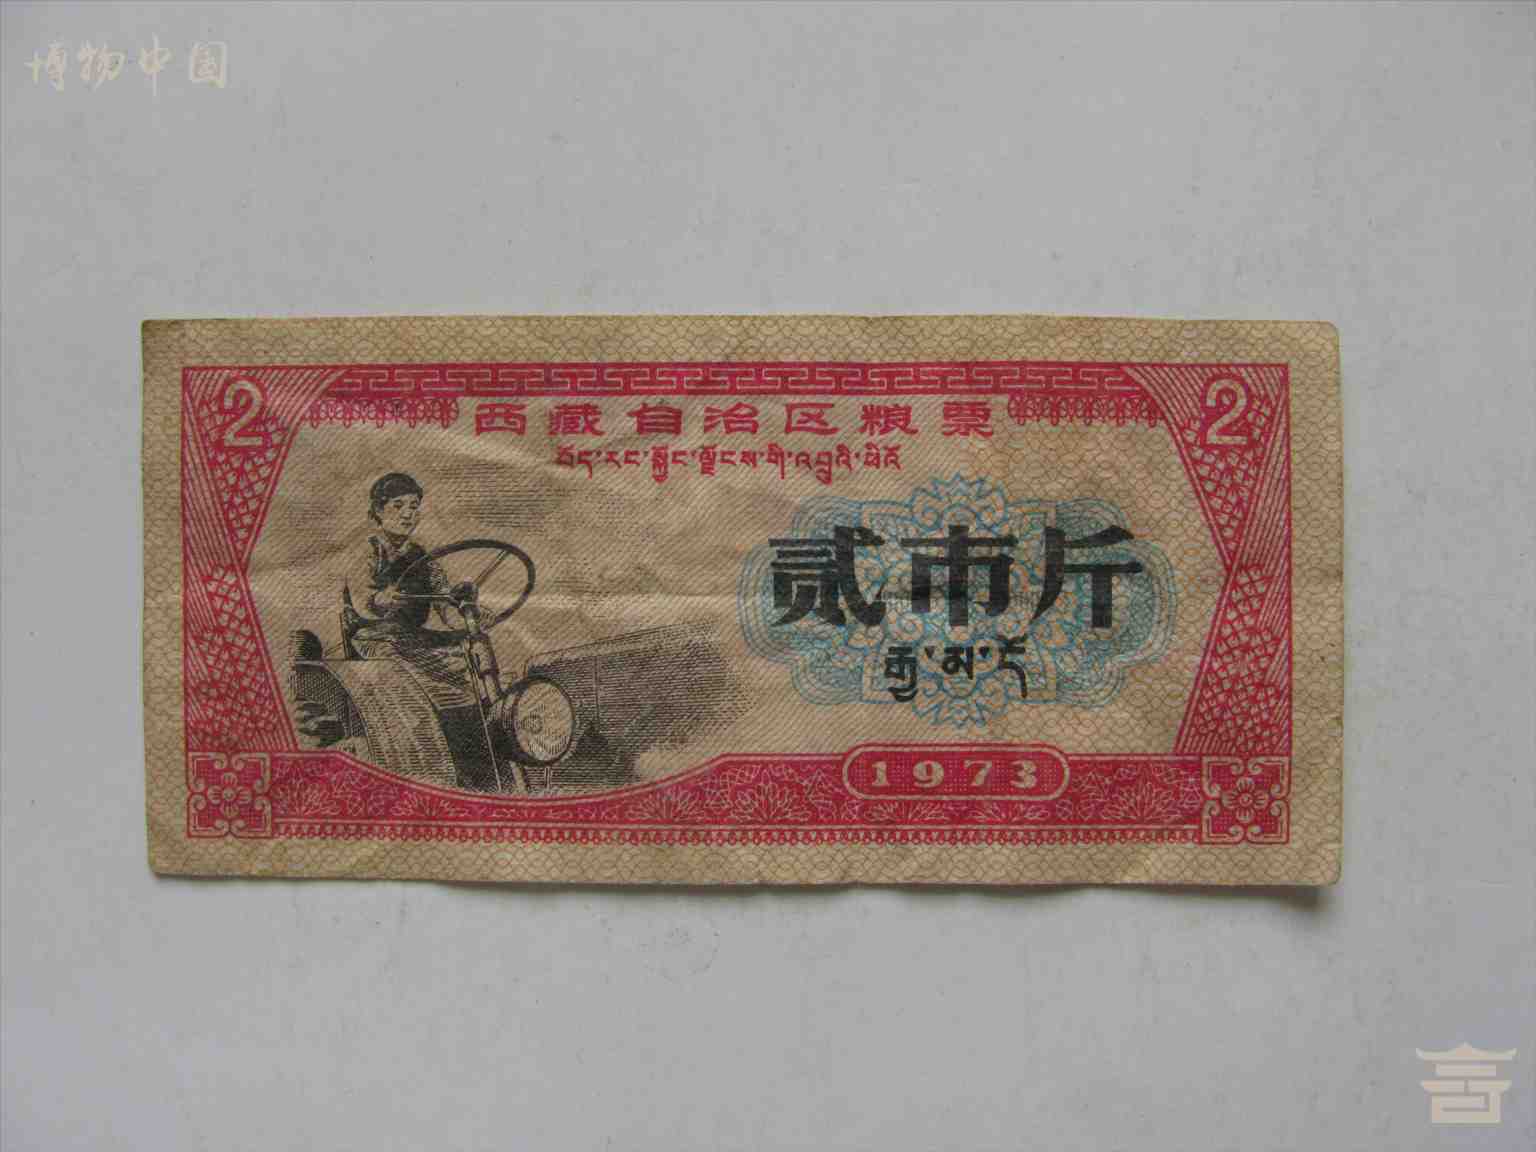 博物中国
2
2
西藏自治区粮票
བོད་རང་སྐྱོང་ལྗོངས་གི་འབྲུའི་ཕིའོ
贰市斤
རྒྱ་མ་དོ
1973